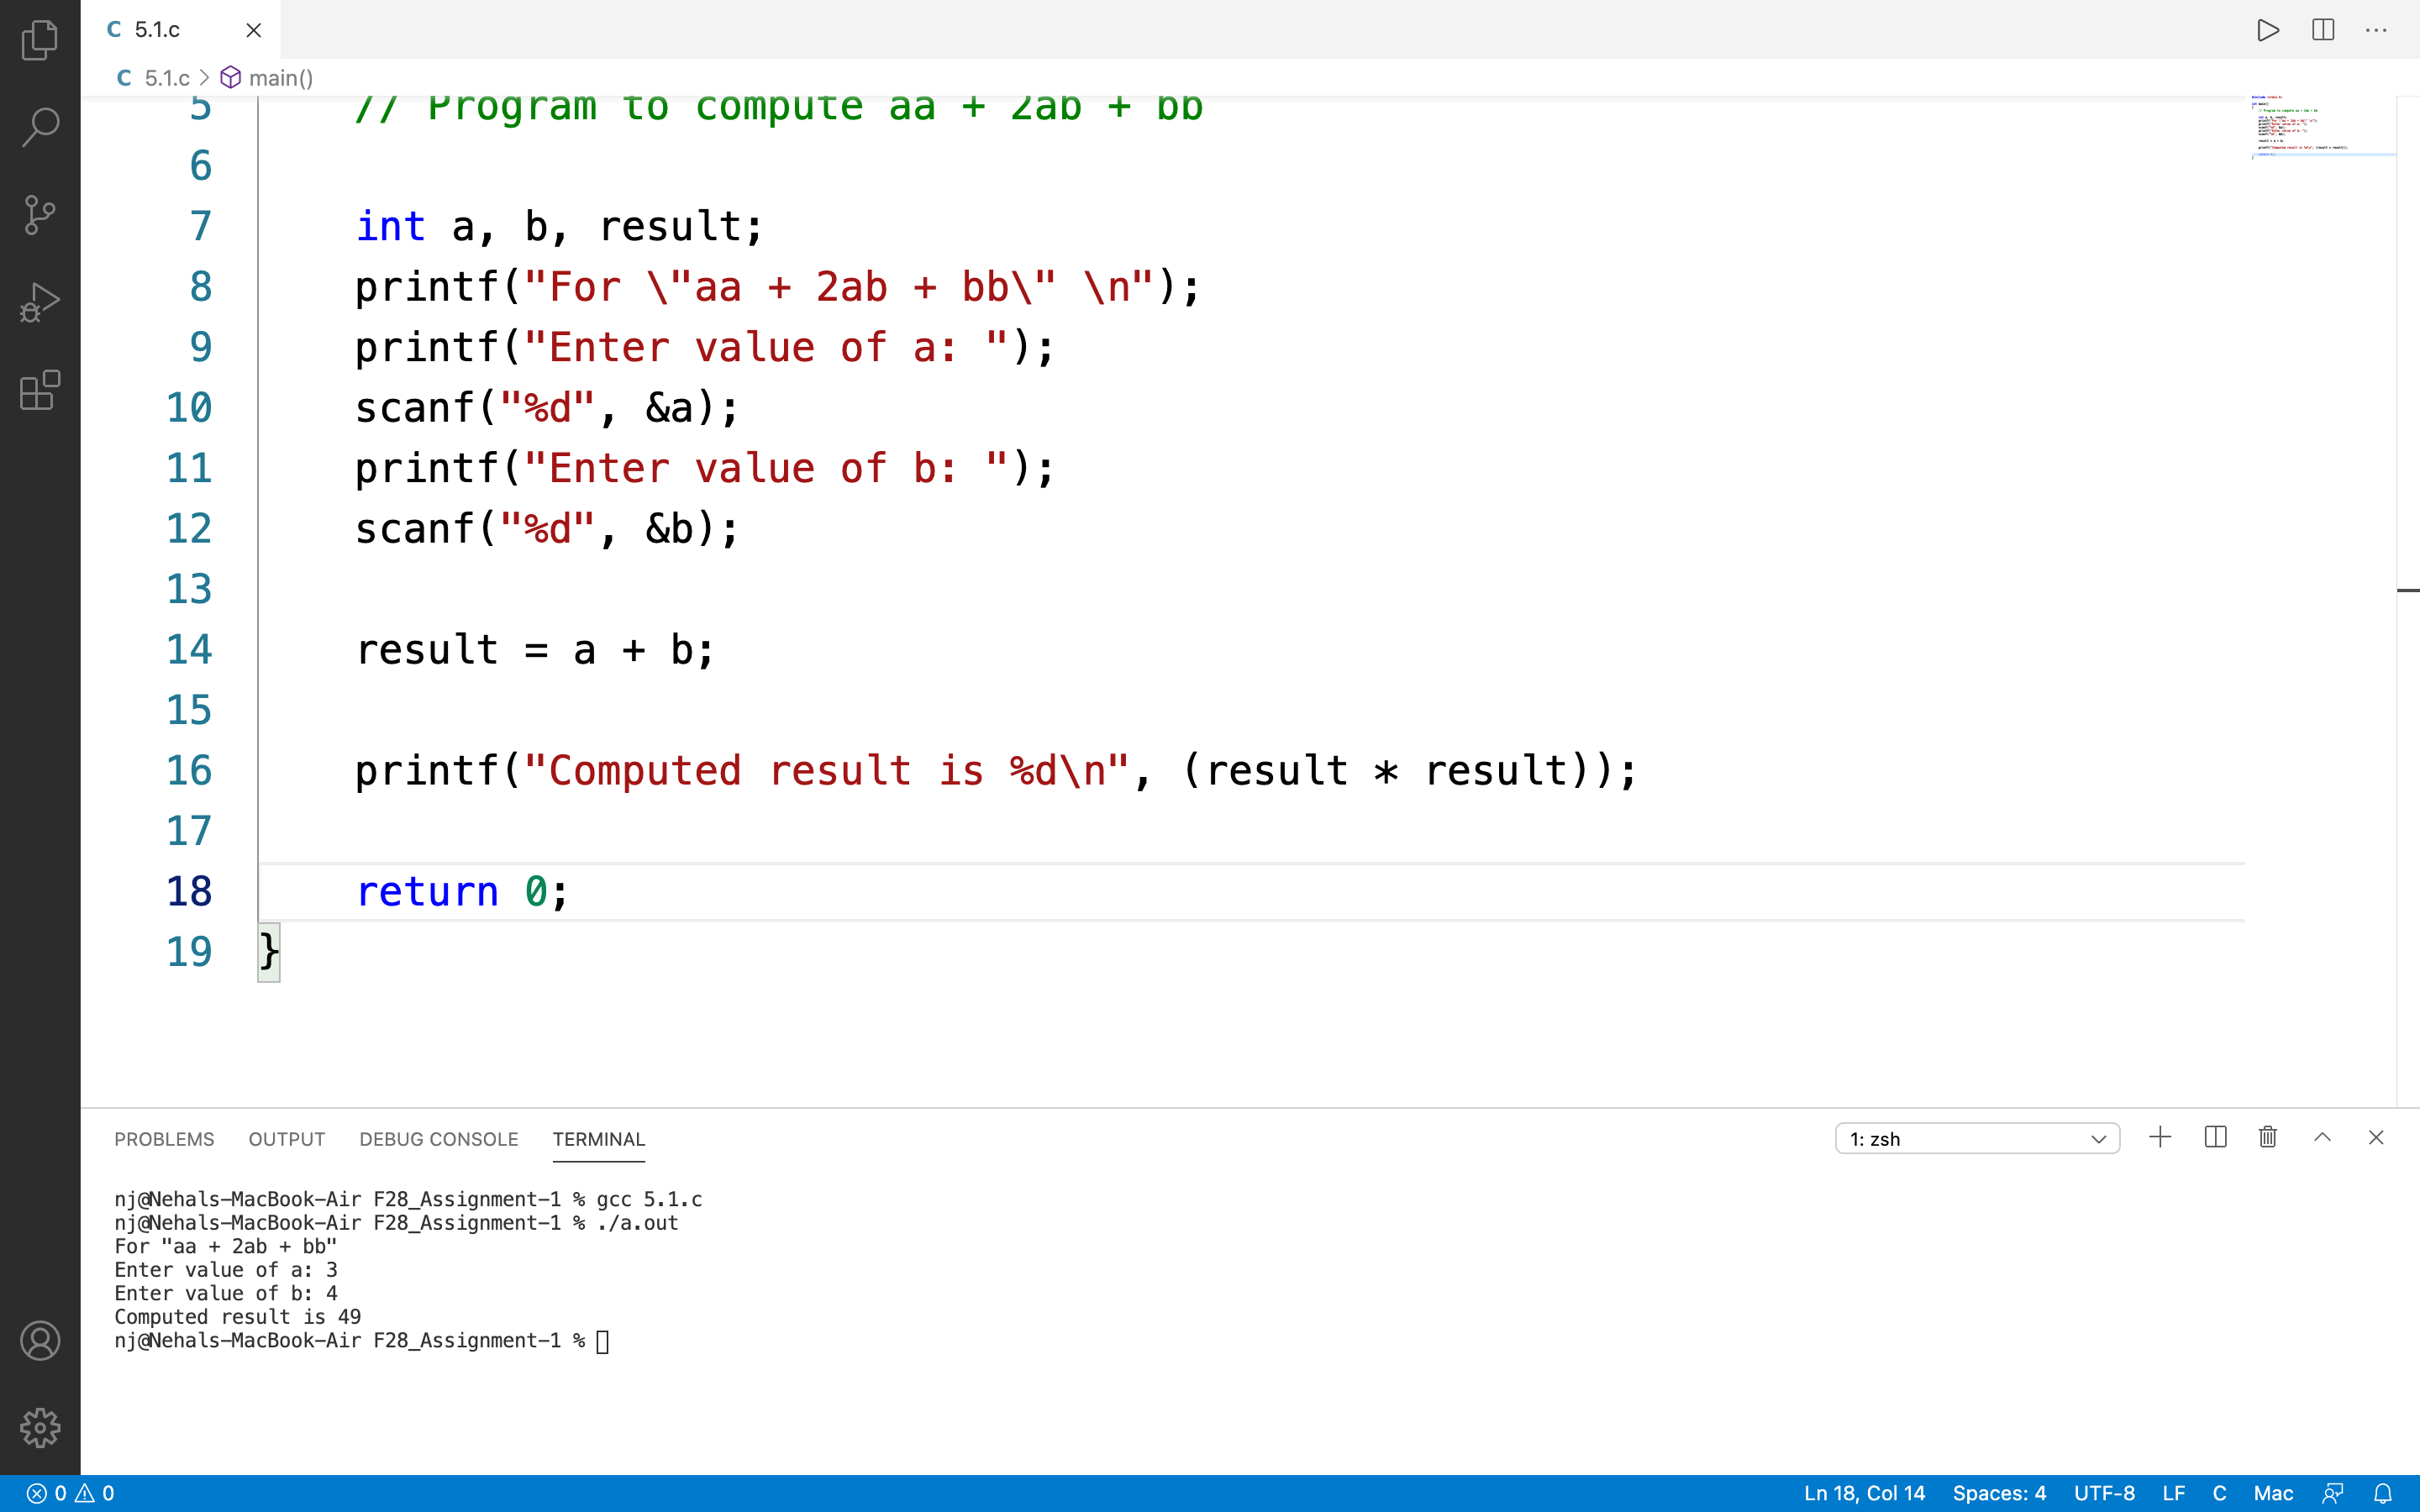 C 5.1.c
C 5.1.c > main()
5 // Program to compute aa + 2ab + bb
6
7 int a, b, result;
8 printf("For \"aa + 2ab + bb\" \n");
9 printf("Enter value of a: ");
10 scanf("%d", &a);
11 printf("Enter value of b: ");
12 scanf("%d", &b);
13
14 result = a + b;
15
16 printf("Computed result is %d\n", (result * result));
17
18 return 0;
19 }
PROBLEMS OUTPUT DEBUG CONSOLE TERMINAL 1: zsh
nj@Nehals-MacBook-Air F28_Assignment-1 % gcc 5.1.c
nj@Nehals-MacBook-Air F28_Assignment-1 % ./a.out
For "aa + 2ab + bb"
Enter value of a: 3
Enter value of b: 4
Computed result is 49
nj@Nehals-MacBook-Air F28_Assignment-1 %
0 0 Ln 18, Col 14 Spaces: 4 UTF-8 LF C Mac